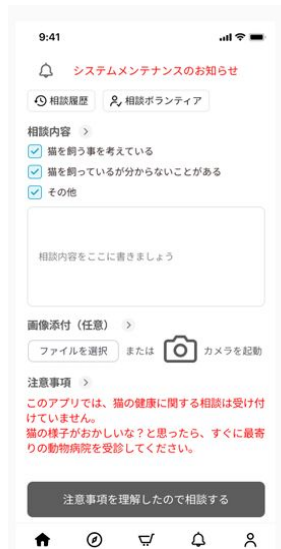 9:41
システムメンテナンスのお知らせ
相談履歴 相談ボランティア
相談内容 >
猫を飼う事を考えている
猫を飼っているが分からないことがある
その他
相談内容をここに書きましょう
画像添付（任意） >
ファイルを選択 または カメラを起動
注意事項 >
このアプリでは、猫の健康に関する相談は受け付
けていません。
猫の様子がおかしいな？と思ったら、すぐに最寄
りの動物病院を受診してください。
注意事項を理解したので相談する